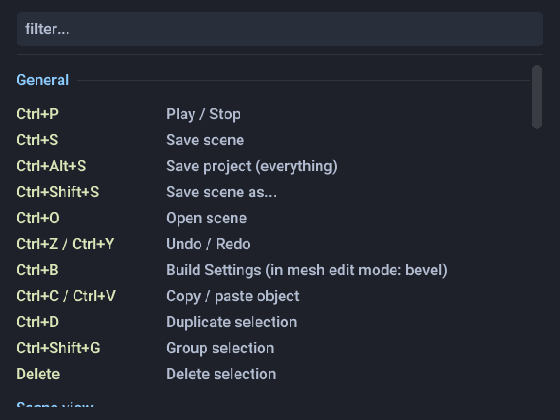 filter...
General
Ctrl+P Play / Stop
Ctrl+S Save scene
Ctrl+Alt+S Save project (everything)
Ctrl+Shift+S Save scene as...
Ctrl+O Open scene
Ctrl+Z / Ctrl+Y Undo / Redo
Ctrl+B Build Settings (in mesh edit mode: bevel)
Ctrl+C / Ctrl+V Copy / paste object
Ctrl+D Duplicate selection
Ctrl+Shift+G Group selection
Delete Delete selection
Scene view